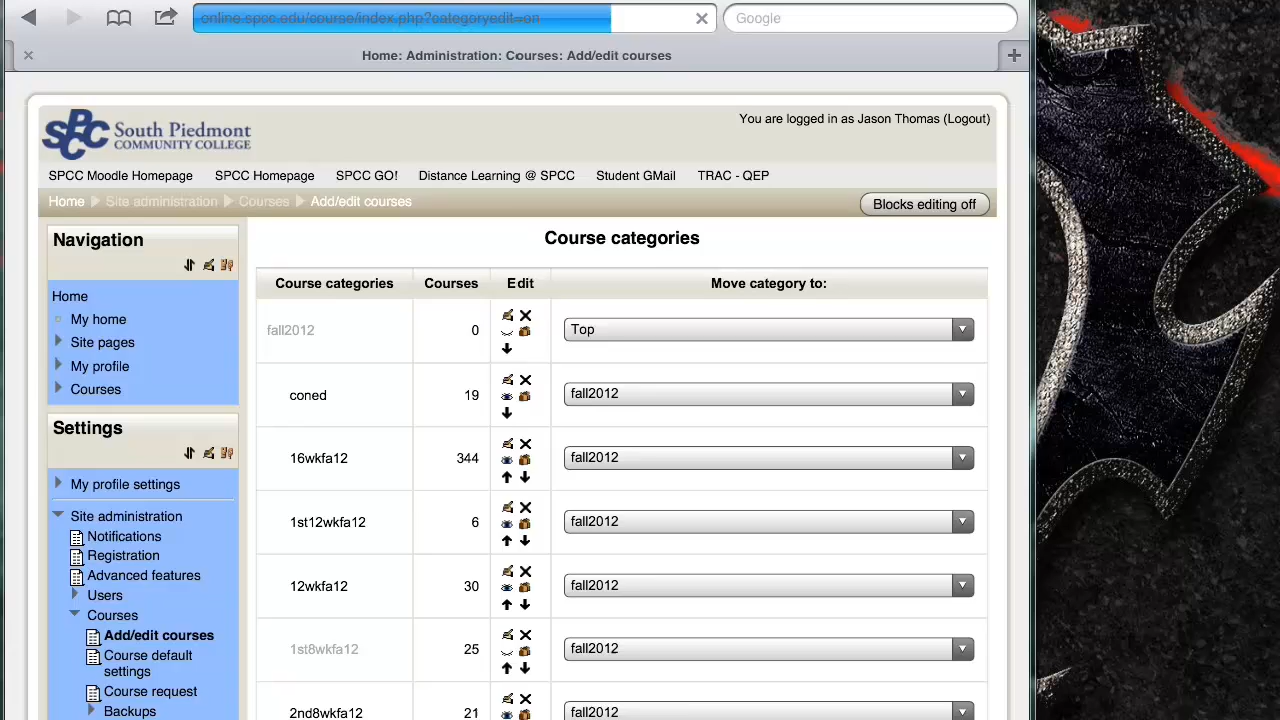 online.spcc.edu/course/index.php?categoryedit=on
Google
Home: Administration: Courses: Add/edit courses
SPCC South Piedmont
COMMUNITY COLLEGE
You are logged in as Jason Thomas (Logout)
SPCC Moodle Homepage SPCC Homepage SPCC GO! Distance Learning @ SPCC Student GMail TRAC - QEP
Home Site administration Courses Add/edit courses
Blocks editing off
Navigation
Home
My home
Site pages
My profile
Courses
Settings
My profile settings
Site administration
Notifications
Registration
Advanced features
Users
Courses
Add/edit courses
Course default
settings
Course request
Backups
Course categories
Course categories Courses Edit Move category to:
fall2012 0 Top
coned 19 fall2012
16wkfa12 344 fall2012
1st12wkfa12 6 fall2012
12wkfa12 30 fall2012
1st8wkfa12 25 fall2012
2nd8wkfa12 21 fall2012